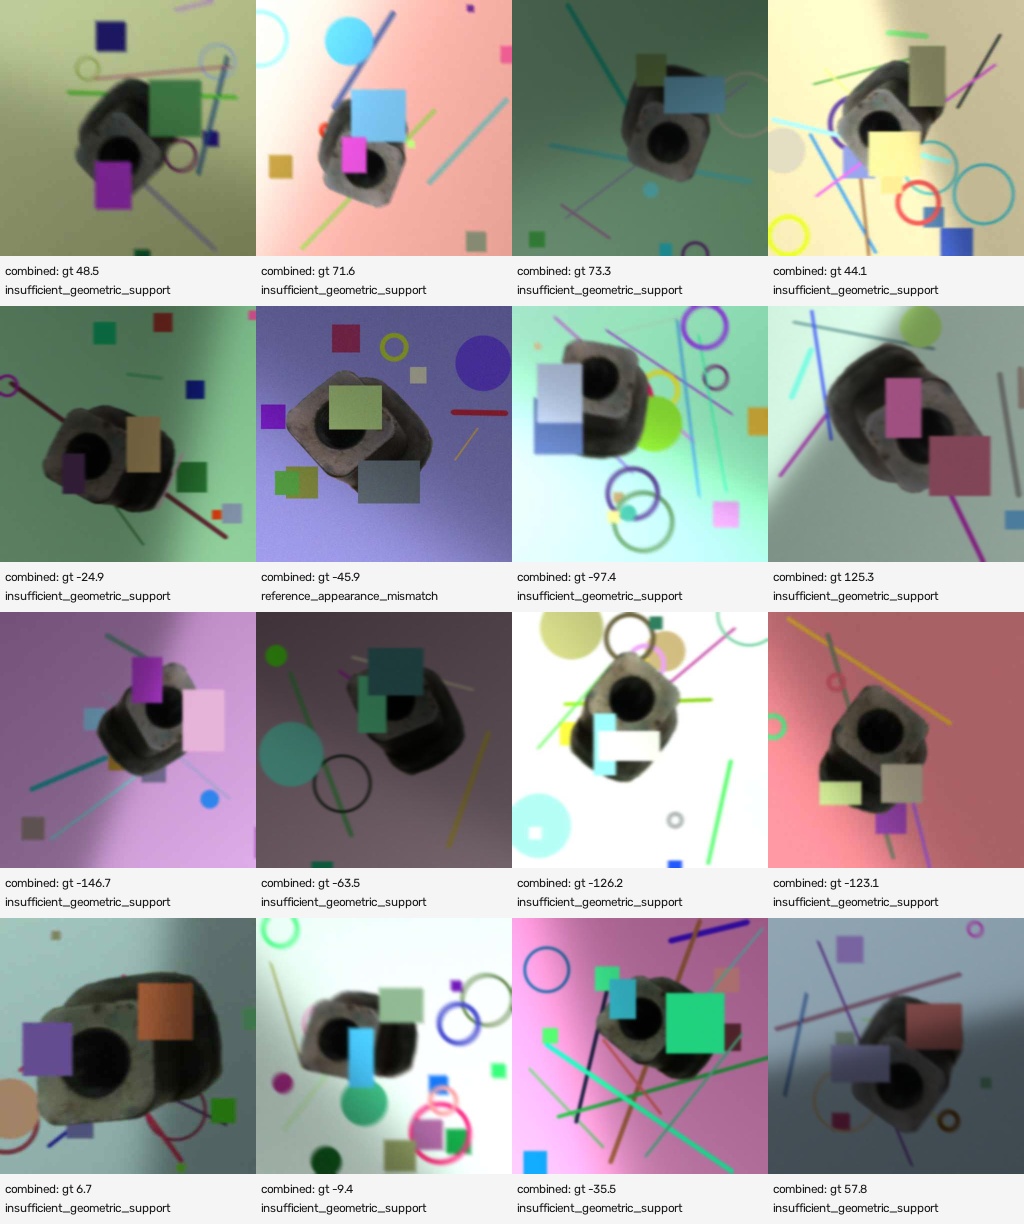 combined: gt 48.5
insufficient_geometric_support
combined: gt 71.6
insufficient_geometric_support
combined: gt 73.3
insufficient_geometric_support
combined: gt 44.1
insufficient_geometric_support
combined: gt -24.9
insufficient_geometric_support
combined: gt -45.9
reference_appearance_mismatch
combined: gt -97.4
insufficient_geometric_support
combined: gt 125.3
insufficient_geometric_support
combined: gt -146.7
insufficient_geometric_support
combined: gt -63.5
insufficient_geometric_support
combined: gt -126.2
insufficient_geometric_support
combined: gt -123.1
insufficient_geometric_support
combined: gt 6.7
insufficient_geometric_support
combined: gt -9.4
insufficient_geometric_support
combined: gt -35.5
insufficient_geometric_support
combined: gt 57.8
insufficient_geometric_support